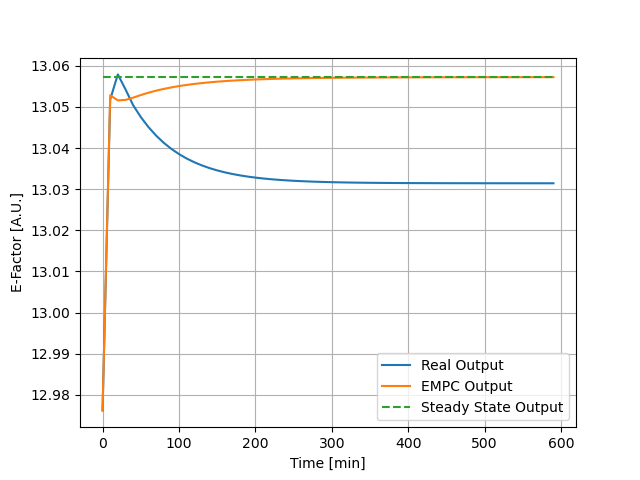 13.06
13.05
13.04
13.03
13.02
13.01
13.00
12.99
12.98
E-Factor [A.U.]
Real Output
EMPC Output
Steady State Output
0 100 200 300 400 500 600
Time [min]